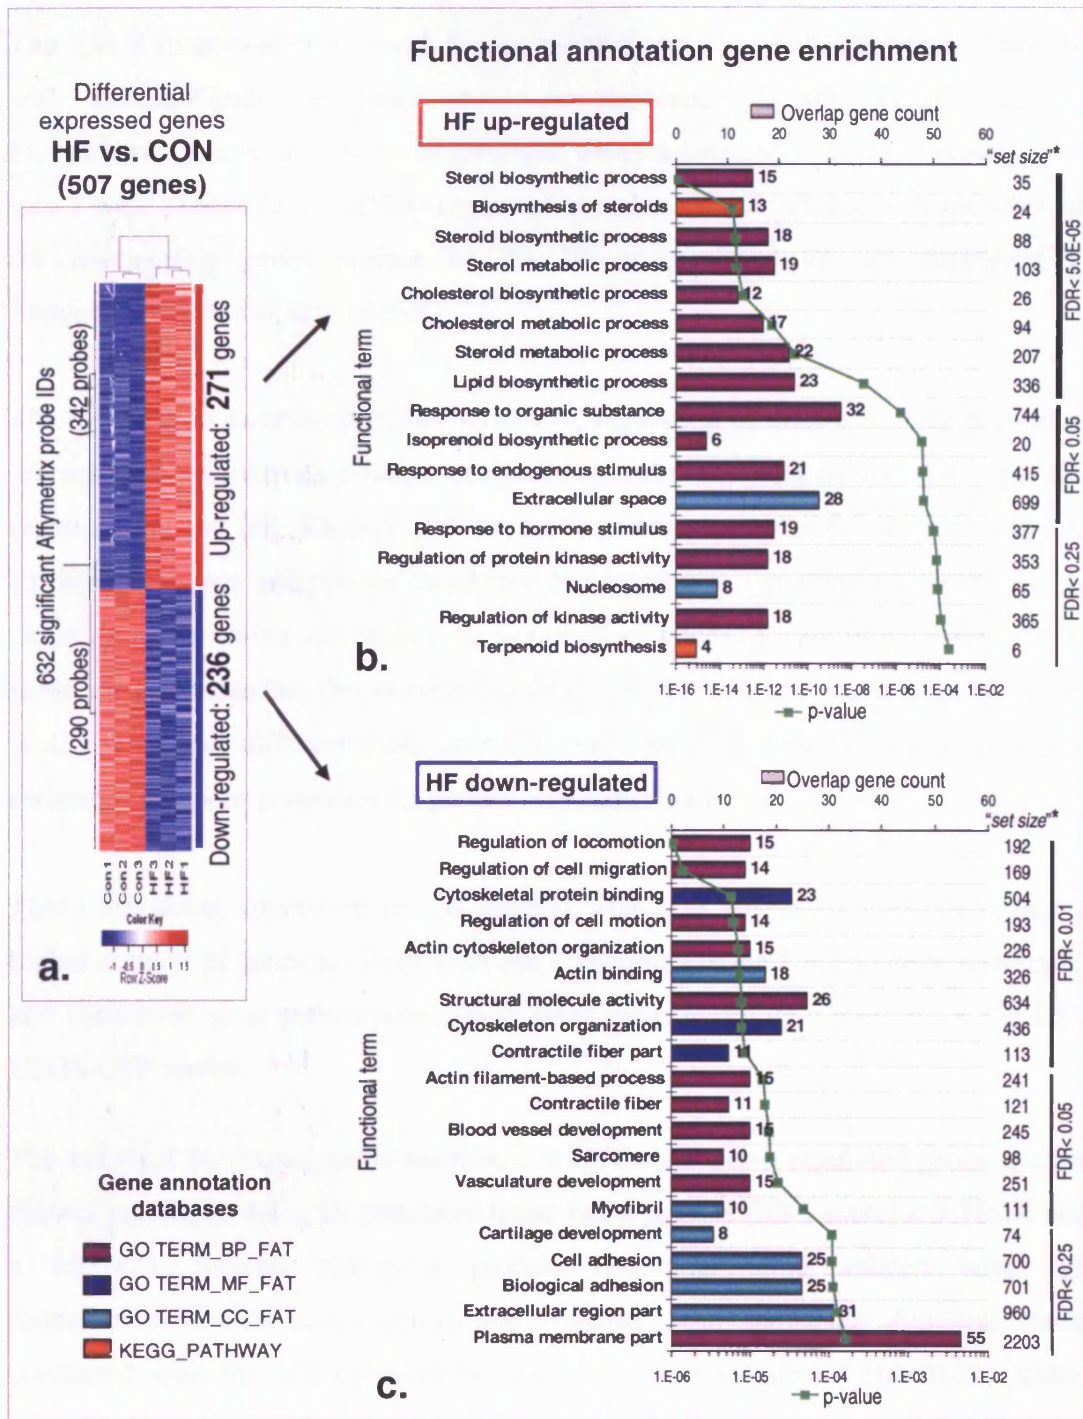 Functional annotation gene enrichment
Differential
expressed genes
HF vs. CON
(507 genes)
632 significant Affymetrix probe IDs
(342 probes)
(290 probes)
Up-regulated: 271 genes
Down-regulated: 236 genes
Con1
Con2
Con3
HF3
HF2
HF1
Color Key
Row Z-Score
a.
HF up-regulated
Overlap gene count
0 10 20 30 40 50 60
"set size"*
Functional term
Sterol biosynthetic process 15 35
Biosynthesis of steroids 13 24
Steroid biosynthetic process 18 88
Sterol metabolic process 19 103
Cholesterol biosynthetic process 12 26
Cholesterol metabolic process 17 94
Steroid metabolic process 22 207
Lipid biosynthetic process 23 336
Response to organic substance 32 744
Isoprenoid biosynthetic process 6 20
Response to endogenous stimulus 21 415
Extracellular space 28 699
Response to hormone stimulus 19 377
Regulation of protein kinase activity 18 353
Nucleosome 8 65
Regulation of kinase activity 18 365
Terpenoid biosynthesis 4 6
FDR< 5.0E-05
FDR< 0.05
FDR< 0.25
1.E-16 1.E-14 1.E-12 1.E-10 1.E-08 1.E-06 1.E-04 1.E-02
p-value
b.
HF down-regulated
Overlap gene count
0 10 20 30 40 50 60
"set size"*
Functional term
Regulation of locomotion 15 192
Regulation of cell migration 14 169
Cytoskeletal protein binding 23 504
Regulation of cell motion 14 193
Actin cytoskeleton organization 15 226
Actin binding 18 326
Structural molecule activity 26 634
Cytoskeleton organization 21 436
Contractile fiber part 113
Actin filament-based process 15 241
Contractile fiber 11 121
Blood vessel development 15 245
Sarcomere 10 98
Vasculature development 15 251
Myofibril 10 111
Cartilage development 8 74
Cell adhesion 25 700
Biological adhesion 25 701
Extracellular region part 31 960
Plasma membrane part 55 2203
FDR< 0.01
FDR< 0.05
FDR< 0.25
1.E-06 1.E-05 1.E-04 1.E-03 1.E-02
p-value
c.
Gene annotation
databases
GO TERM_BP_FAT
GO TERM_MF_FAT
GO TERM_CC_FAT
KEGG_PATHWAY